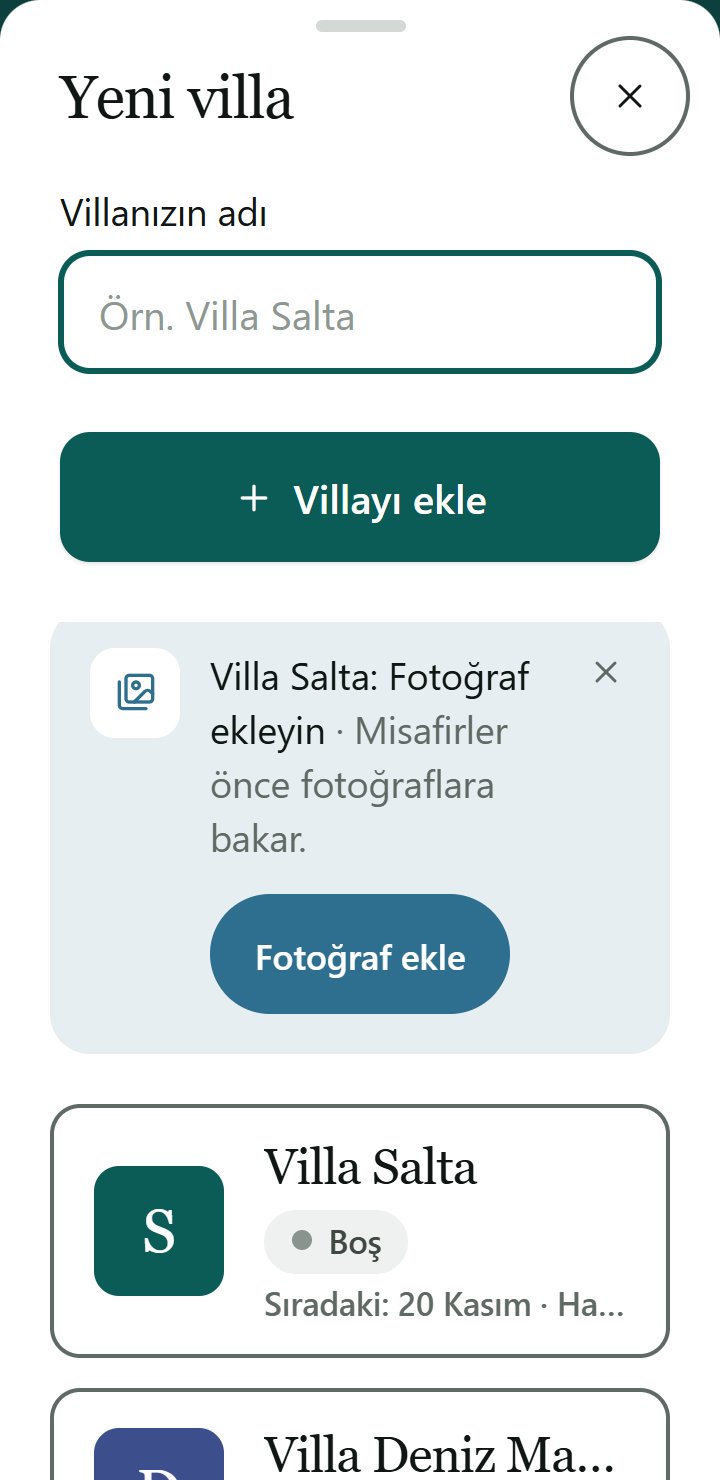 Yeni villa
Villanızın adı
Örn. Villa Salta
+ Villayı ekle
Villa Salta: Fotoğraf
ekleyin · Misafirler
önce fotoğraflara
bakar.
Fotoğraf ekle
S
Villa Salta
Boş
Sıradaki: 20 Kasım · Ha...
D
Villa Deniz Ma...